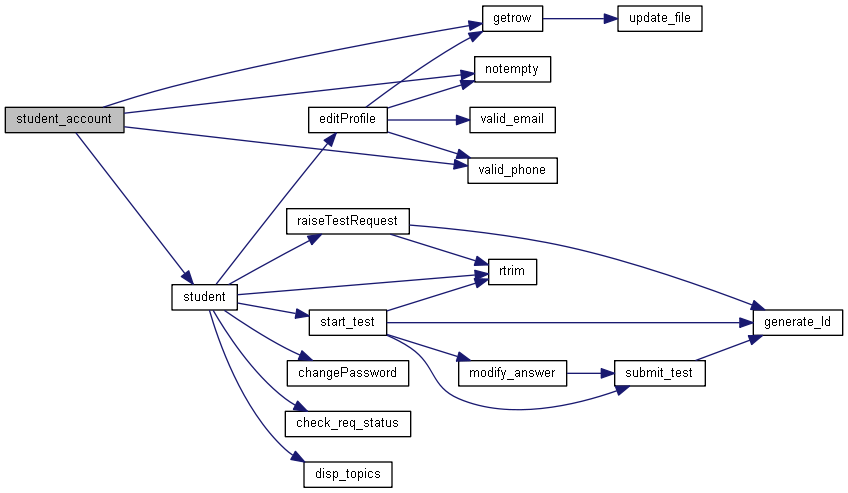 getrow
update_file
notempty
student_account
editProfile
valid_email
valid_phone
raiseTestRequest
rtrim
student
start_test
generate_Id
changePassword
modify_answer
submit_test
check_req_status
disp_topics